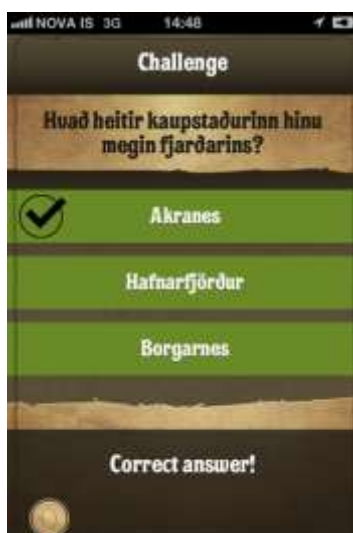 NOVA IS 3G 14:48
Challenge
Hvað heitir kaupstaðurinn hinu
megin fjarðarins?
Akranes
Hafnarfjörður
Borgarnes
Correct answer!